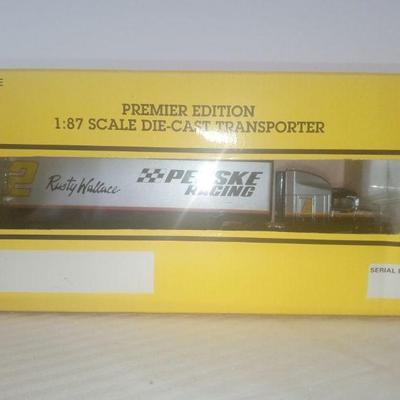 PREMIER EDITION
1:87 SCALE DIE-CAST TRANSPORTER
2 Rusty Wallace PENSKE
RACING
SERIAL